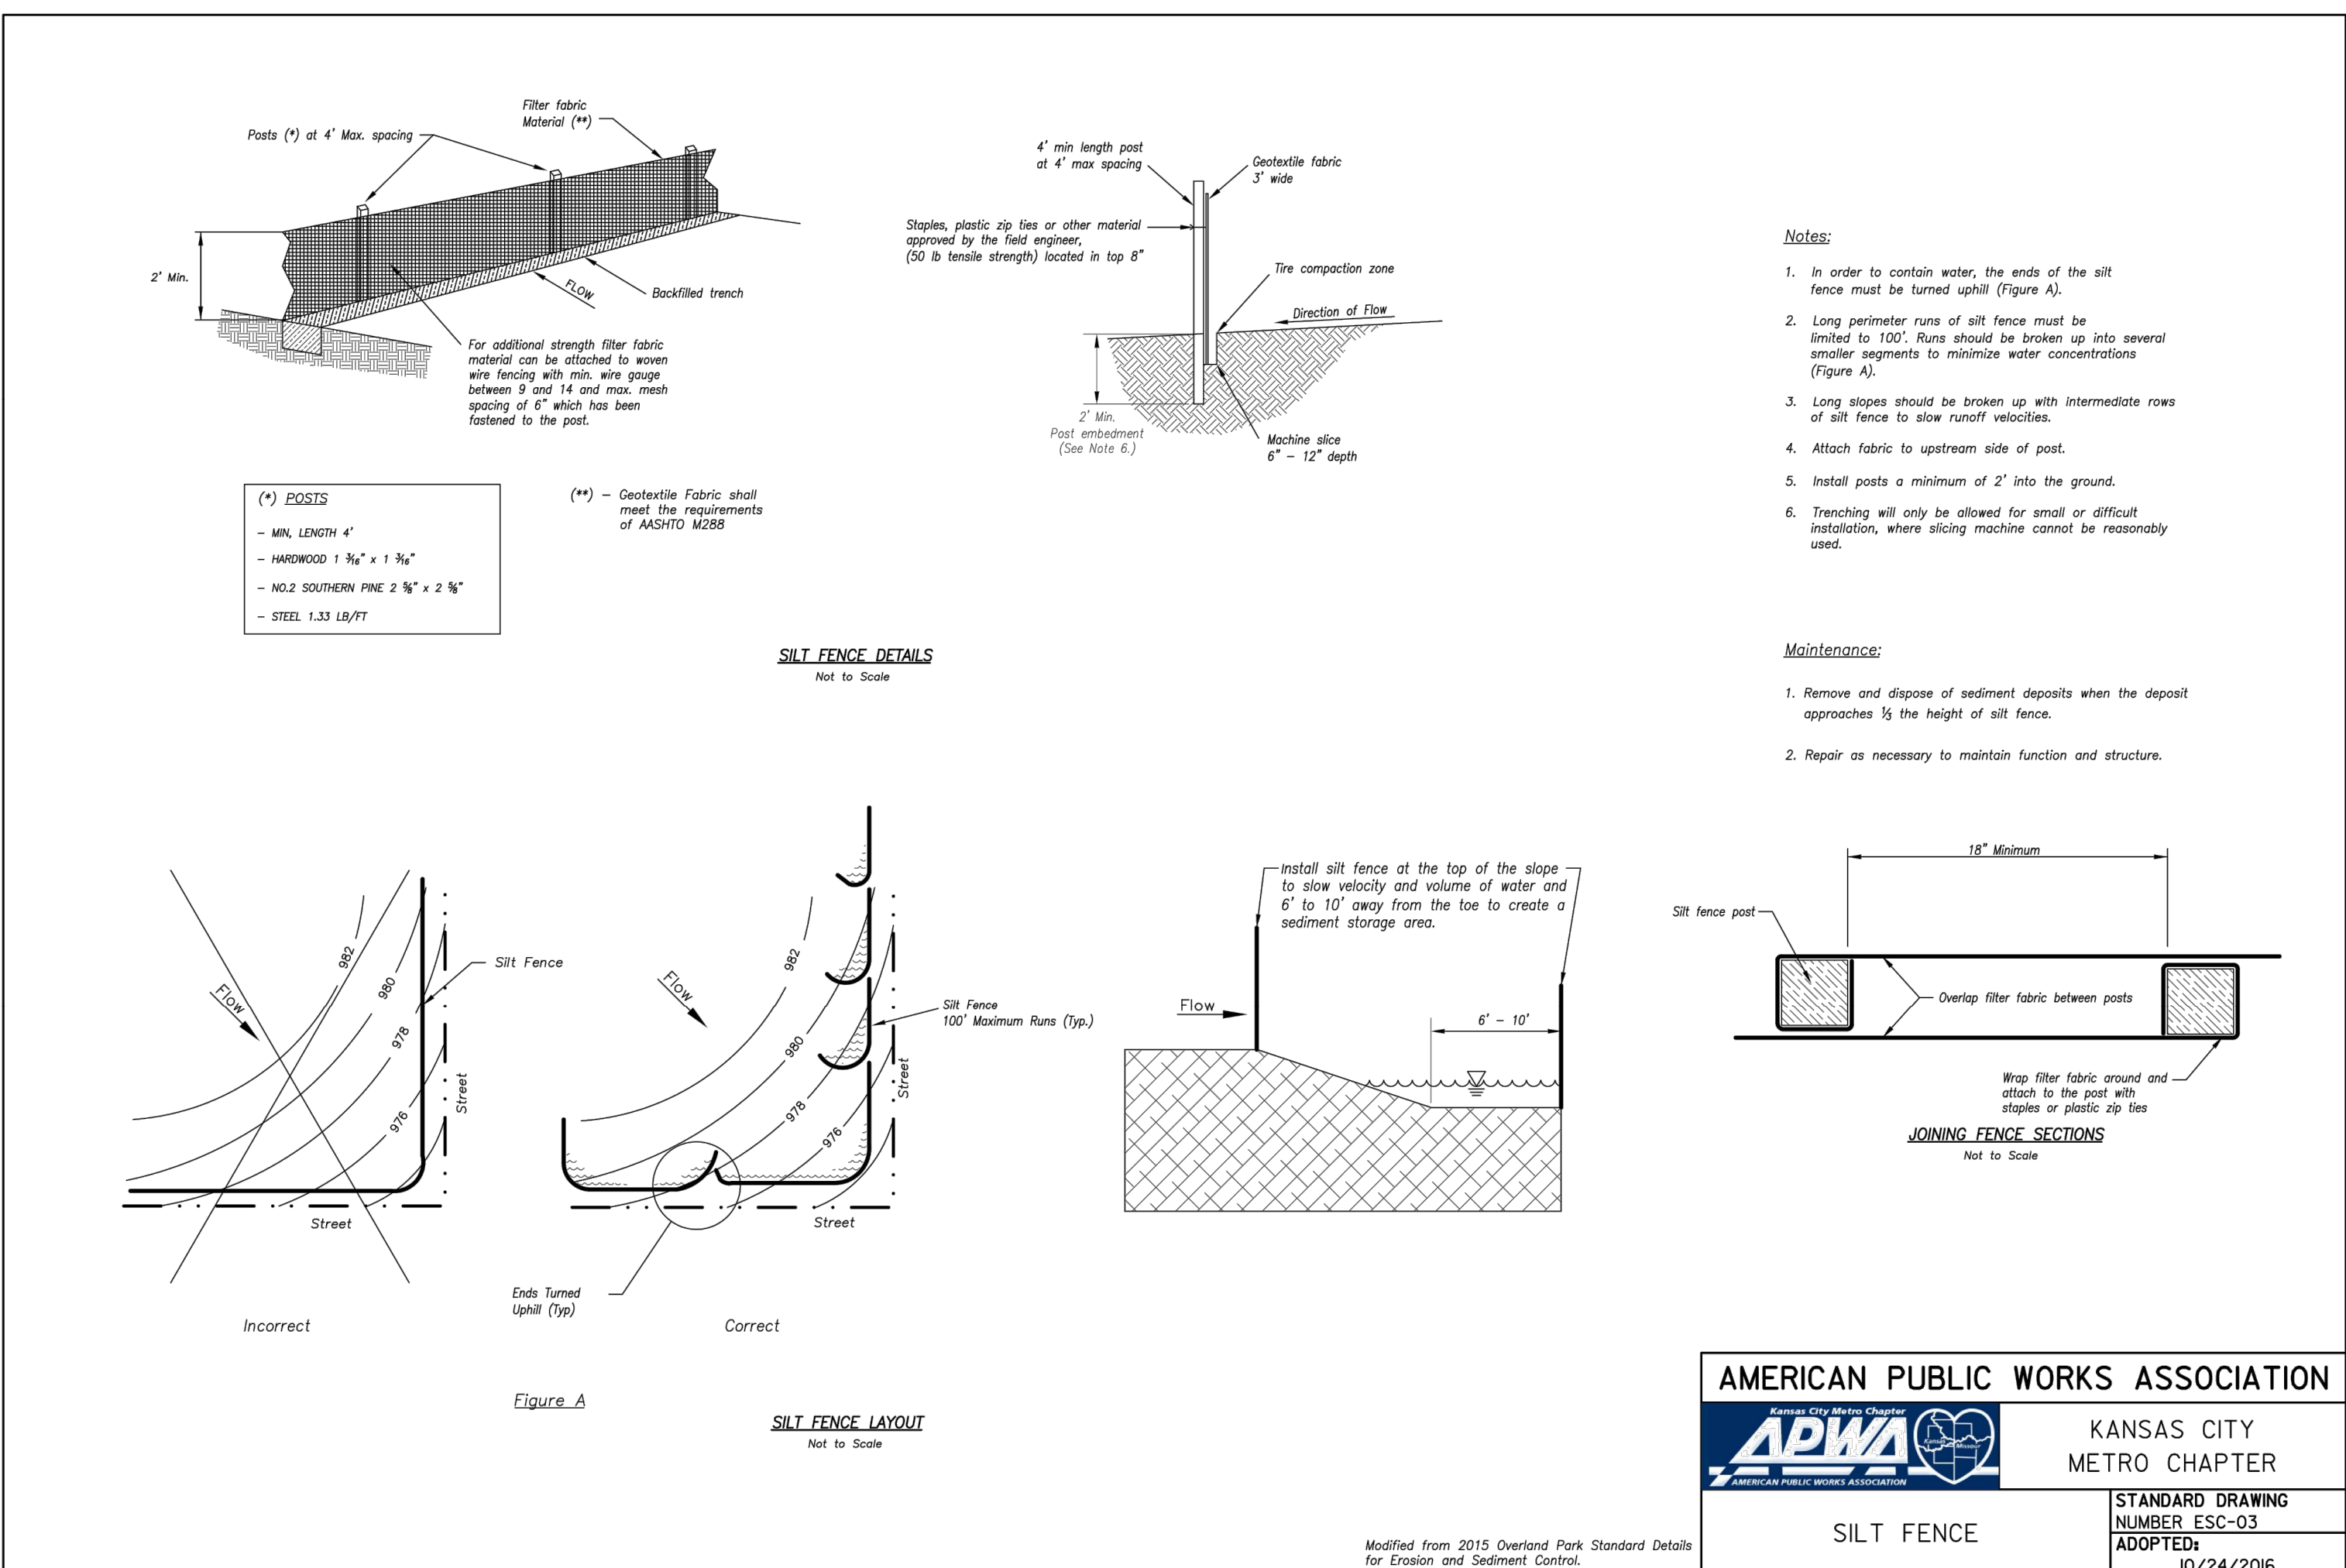 Filter fabric
Material (**)
Posts (*) at 4' Max. spacing
2' Min.
FLOW
Backfilled trench
For additional strength filter fabric
material can be attached to woven
wire fencing with min. wire gauge
between 9 and 14 and max. mesh
spacing of 6" which has been
fastened to the post.
(*) POSTS
– MIN, LENGTH 4'
– HARDWOOD 1 3/16" x 1 3/16"
– NO.2 SOUTHERN PINE 2 5/8" x 2 5/8"
– STEEL 1.33 LB/FT
(**) – Geotextile Fabric shall
meet the requirements
of AASHTO M288
4' min length post
at 4' max spacing
Geotextile fabric
3' wide
Staples, plastic zip ties or other material
approved by the field engineer,
(50 lb tensile strength) located in top 8"
Tire compaction zone
Direction of Flow
2' Min.
Post embedment
(See Note 6.)
Machine slice
6" – 12" depth
SILT FENCE DETAILS
Not to Scale
Notes:
1. In order to contain water, the ends of the silt
fence must be turned uphill (Figure A).
2. Long perimeter runs of silt fence must be
limited to 100'. Runs should be broken up into several
smaller segments to minimize water concentrations
(Figure A).
3. Long slopes should be broken up with intermediate rows
of silt fence to slow runoff velocities.
4. Attach fabric to upstream side of post.
5. Install posts a minimum of 2' into the ground.
6. Trenching will only be allowed for small or difficult
installation, where slicing machine cannot be reasonably
used.
Maintenance:
1. Remove and dispose of sediment deposits when the deposit
approaches 1/3 the height of silt fence.
2. Repair as necessary to maintain function and structure.
982
980
978
976
Flow
Silt Fence
Street
Street
Incorrect
982
980
978
976
Flow
Silt Fence
100' Maximum Runs (Typ.)
Street
Street
Ends Turned
Uphill (Typ)
Correct
Figure A
SILT FENCE LAYOUT
Not to Scale
Install silt fence at the top of the slope
to slow velocity and volume of water and
6' to 10' away from the toe to create a
sediment storage area.
Flow
6' – 10'
18" Minimum
Silt fence post
Overlap filter fabric between posts
Wrap filter fabric around and
attach to the post with
staples or plastic zip ties
JOINING FENCE SECTIONS
Not to Scale
Modified from 2015 Overland Park Standard Details
for Erosion and Sediment Control.
AMERICAN PUBLIC WORKS ASSOCIATION
Kansas City Metro Chapter
APWA
Kansas
Missouri
AMERICAN PUBLIC WORKS ASSOCIATION
KANSAS CITY
METRO CHAPTER
SILT FENCE
STANDARD DRAWING
NUMBER ESC-03
ADOPTED:
10/24/2016